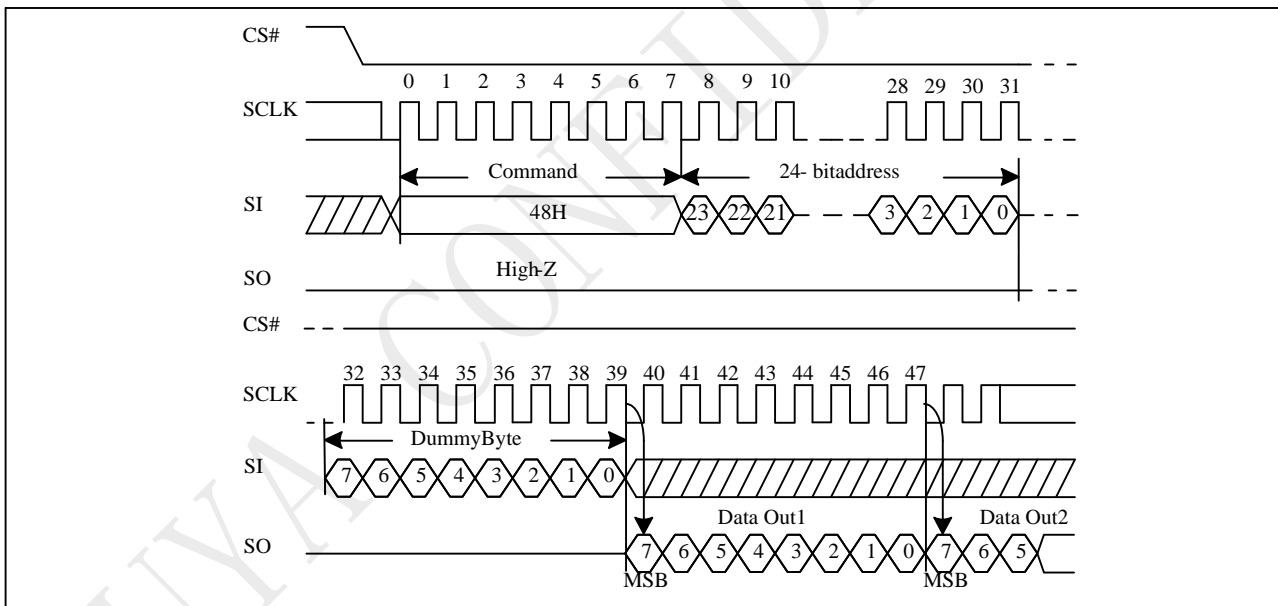 CS#
0 1 2 3 4 5 6 7 8 9 10 28 29 30 31
SCLK
Command 24- bitaddress
SI 48H 23 22 21 3 2 1 0
High-Z
SO
CS#
32 33 34 35 36 37 38 39 40 41 42 43 44 45 46 47
SCLK
DummyByte
SI 7 6 5 4 3 2 1 0
Data Out1 Data Out2
SO 7 6 5 4 3 2 1 0 7 6 5
MSB MSB